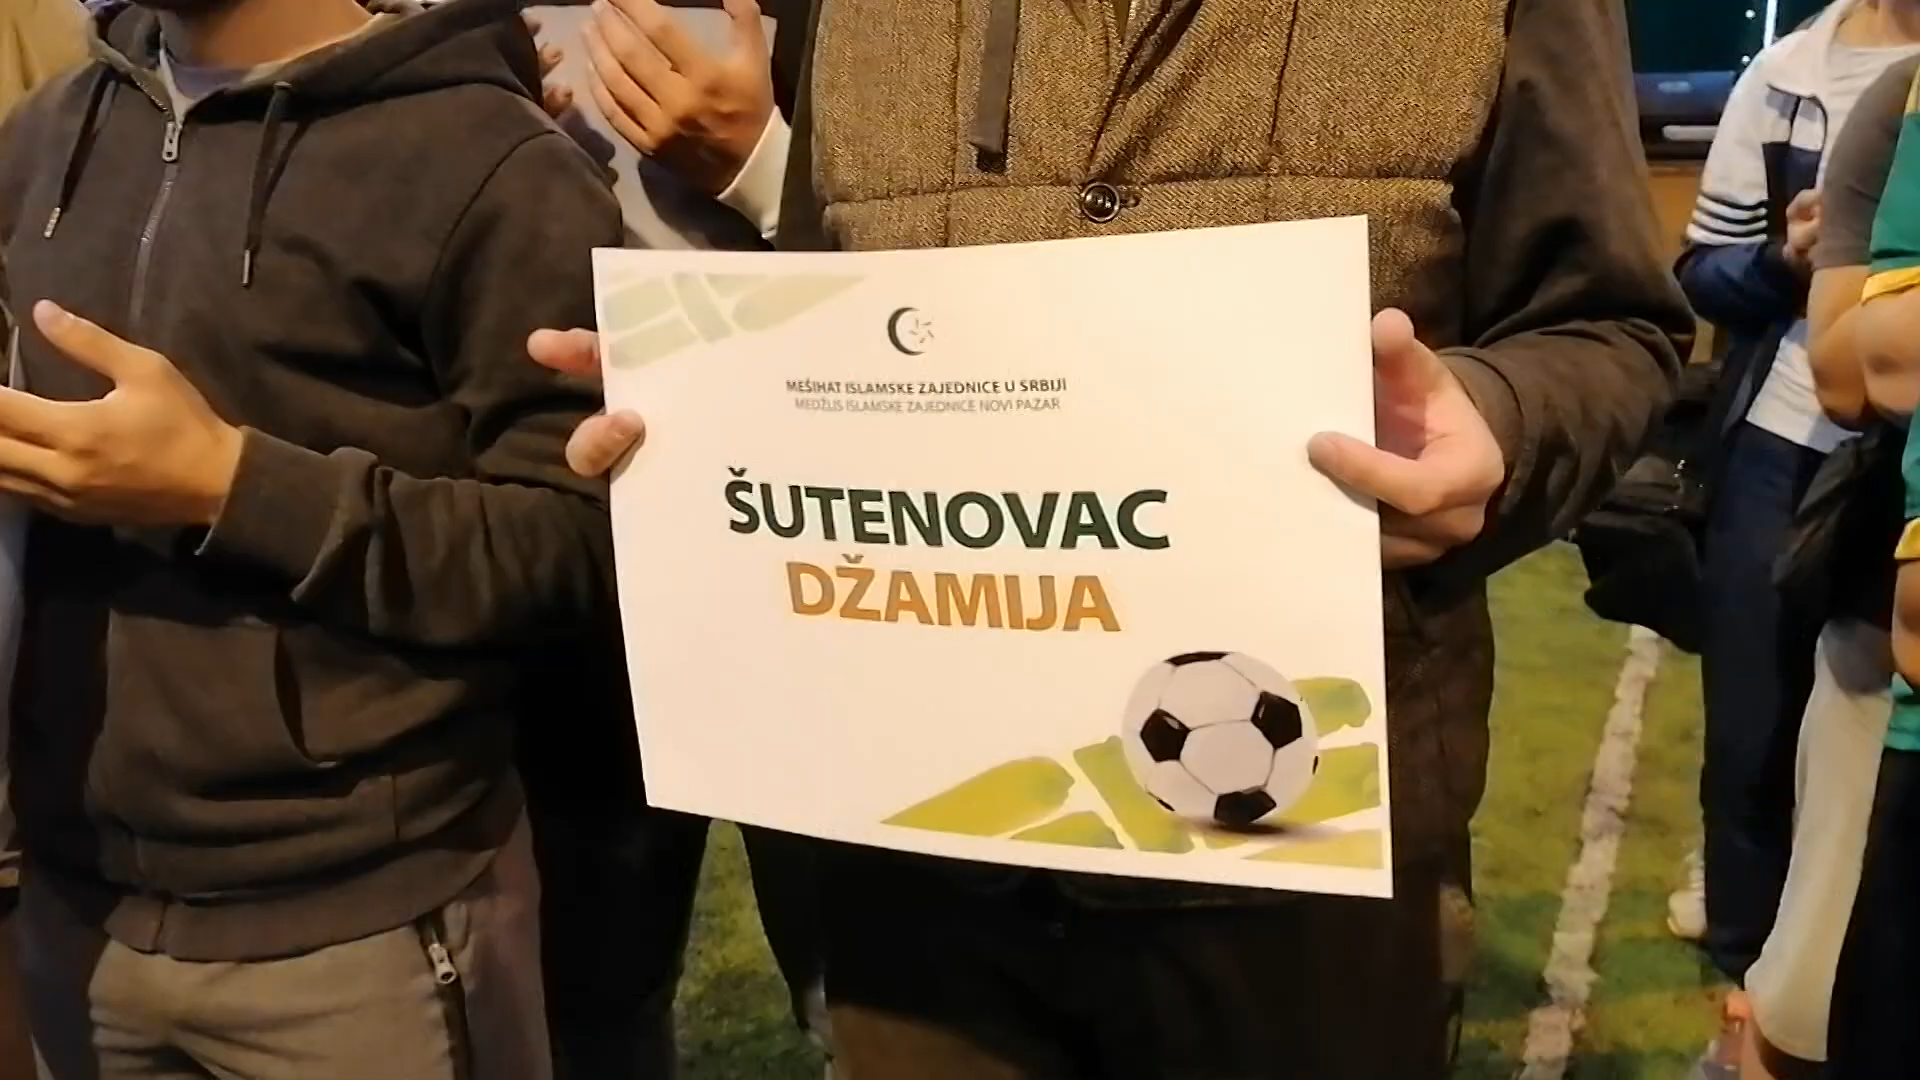 MEŠIHAT ISLAMSKE ZAJEDNICE U SRBIJI
MEDŽLIS ISLAMSKE ZAJEDNICE NOVI PAZAR
ŠUTENOVAC
DŽAMIJA